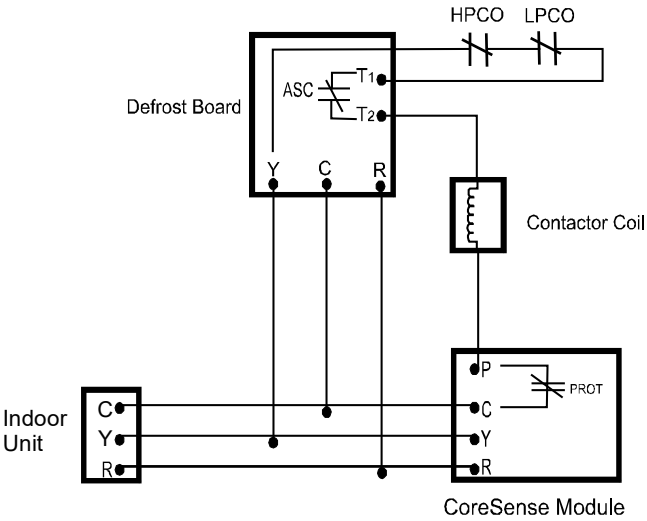 HPCO LPCO
Defrost Board
ASC
T1
T2
Y C R
Contactor Coil
P
PROT
Indoor
Unit
C
Y
R
C
Y
R
CoreSense Module